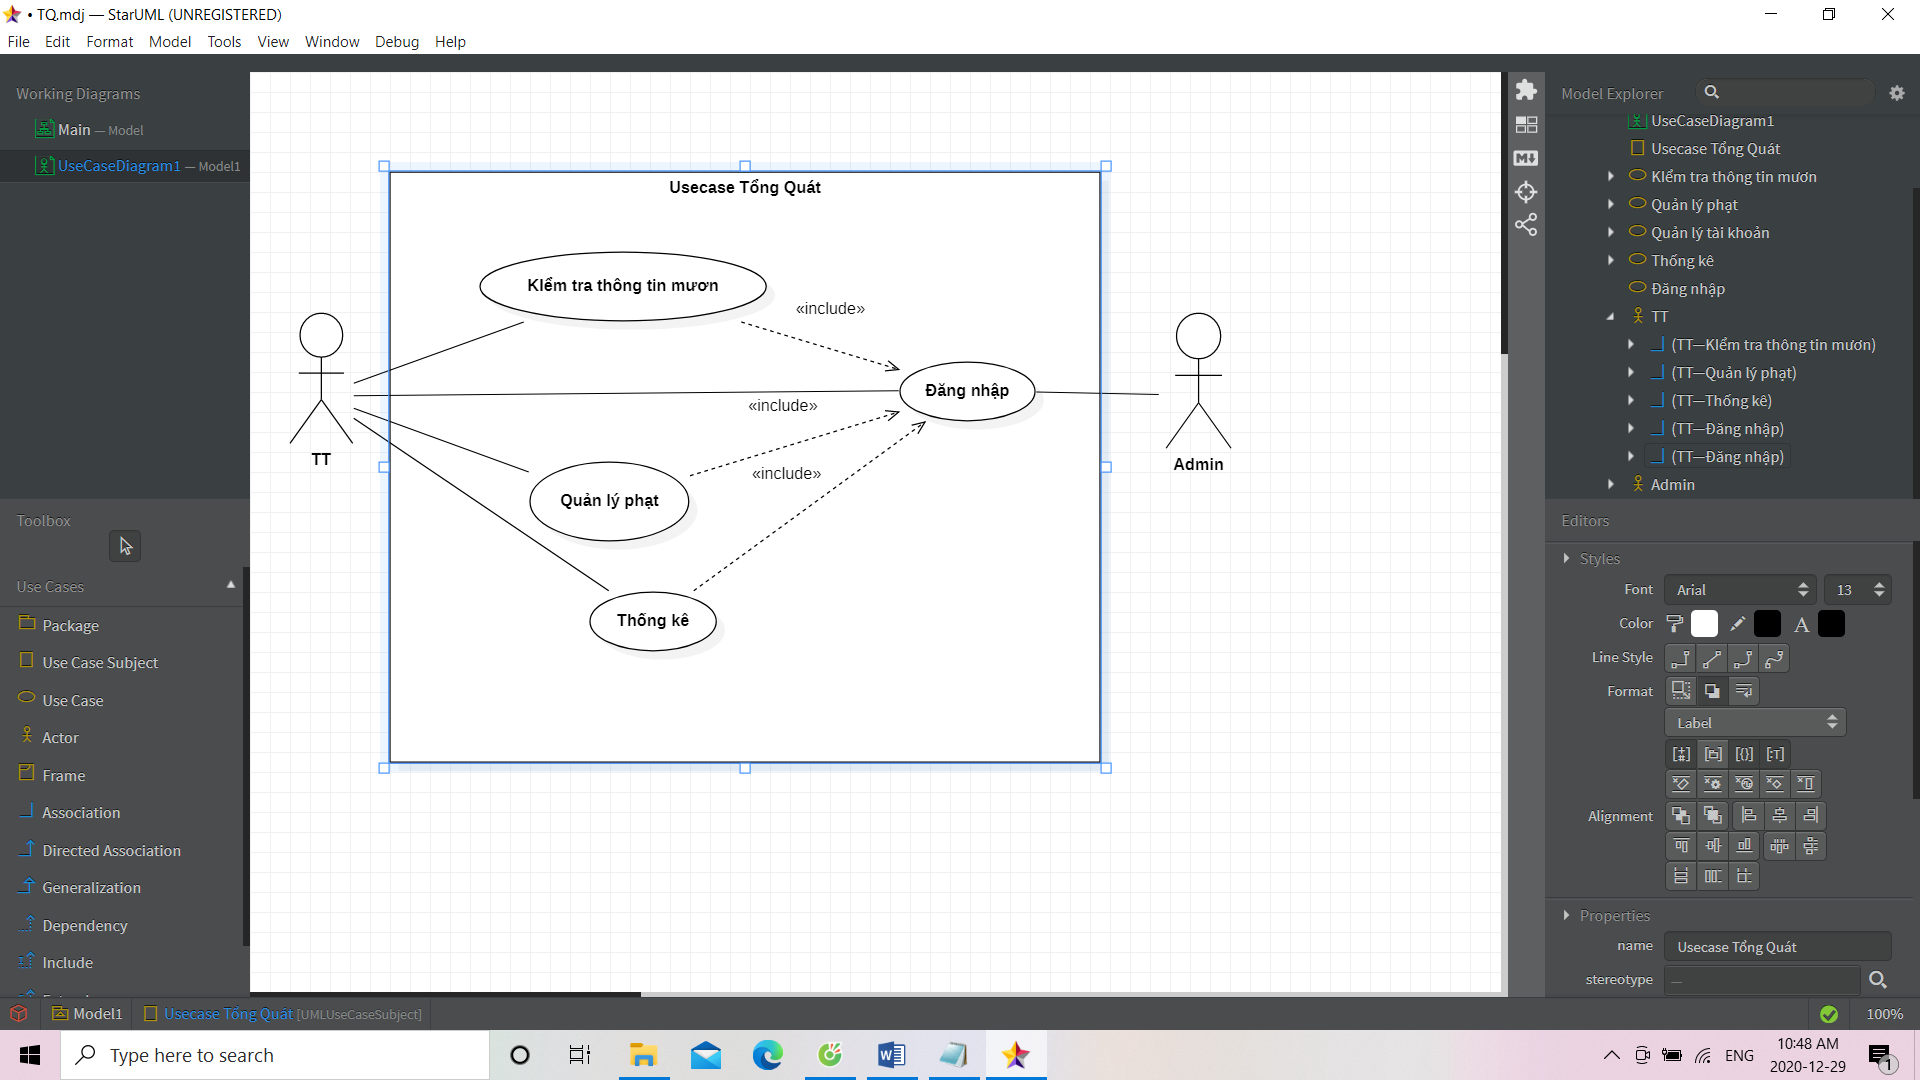 • TQ.mdj — StarUML (UNREGISTERED)
File Edit Format Model Tools View Window Debug Help
Working Diagrams
Main — Model
UseCaseDiagram1 — Model1
Toolbox
Use Cases
Package
Use Case Subject
Use Case
Actor
Frame
Association
Directed Association
Generalization
Dependency
Include
Usecase Tổng Quát
KIểm tra thông tin mươn
«include»
Đăng nhập
«include»
«include»
Quản lý phạt
Thống kê
TT
Admin
Model Explorer
UseCaseDiagram1
Usecase Tổng Quát
KIểm tra thông tin mươn
Quản lý phạt
Quản lý tài khoản
Thống kê
Đăng nhập
TT
(TT—KIểm tra thông tin mươn)
(TT—Quản lý phạt)
(TT—Thống kê)
(TT—Đăng nhập)
(TT—Đăng nhập)
Admin
Editors
Styles
Font Arial 13
Color A
Line Style
Format
Label
Alignment
Properties
name Usecase Tổng Quát
stereotype —
Model1 Usecase Tổng Quát [UMLUseCaseSubject]
100%
Type here to search
ENG
10:48 AM
2020-12-29
1